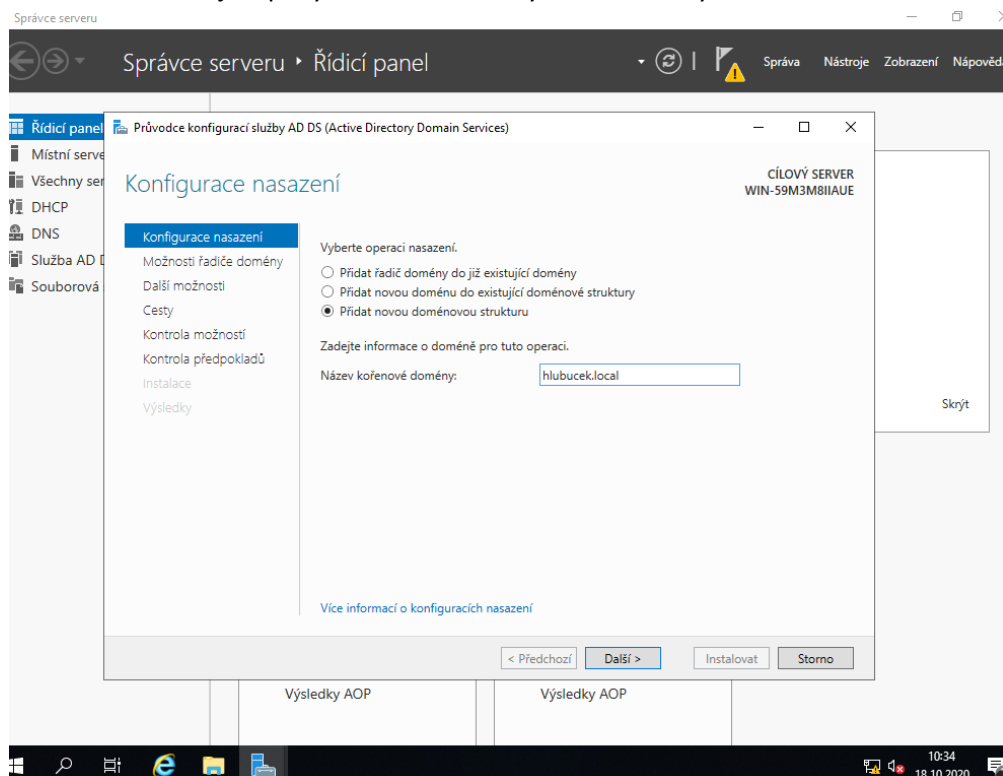 Správce serveru
Správce serveru
Řídicí panel
Správa Nástroje Zobrazení
Řídicí panel
Místní serve
Všechny ser
DHCP
DNS
Služba AD D
Souborová
Průvodce konfigurací služby AD DS (Active Directory Domain Services)
Konfigurace nasazení
CÍLOVÝ SERVER
WIN-59M3M8IIAUE
Konfigurace nasazení
Možnosti řadiče domény
Další možnosti
Cesty
Kontrola možností
Kontrola předpokladů
Instalace
Výsledky
Vyberte operaci nasazení.
Přidat řadič domény do již existující domény
Přidat novou doménu do existující doménové struktury
Přidat novou doménovou strukturu
Zadejte informace o doméně pro tuto operaci.
Název kořenové domény: hlubucek.local
Více informací o konfiguracích nasazení
Skrýt
< Předchozí Další > Instalovat Storno
Výsledky AOP Výsledky AOP
10:34
18.10.2020